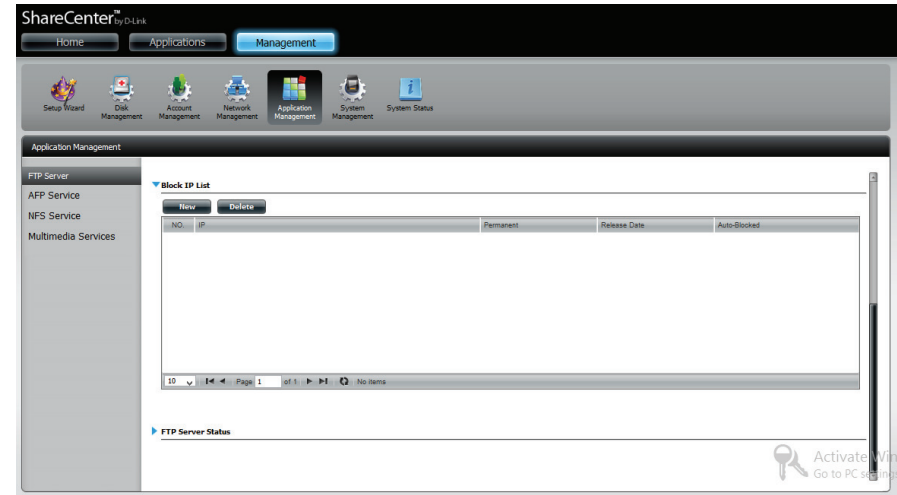 ShareCenter™ by D-Link
Home Applications Management
Setup Wizard
Disk Management
Account Management
Network Management
Application Management
System Management
System Status
Application Management
FTP Server
AFP Service
NFS Service
Multimedia Services
Block IP List
New Delete
NO. IP Permanent Release Date Auto-Blocked
10 Page 1 of 1 No items
FTP Server Status
Activate Win
Go to PC settings